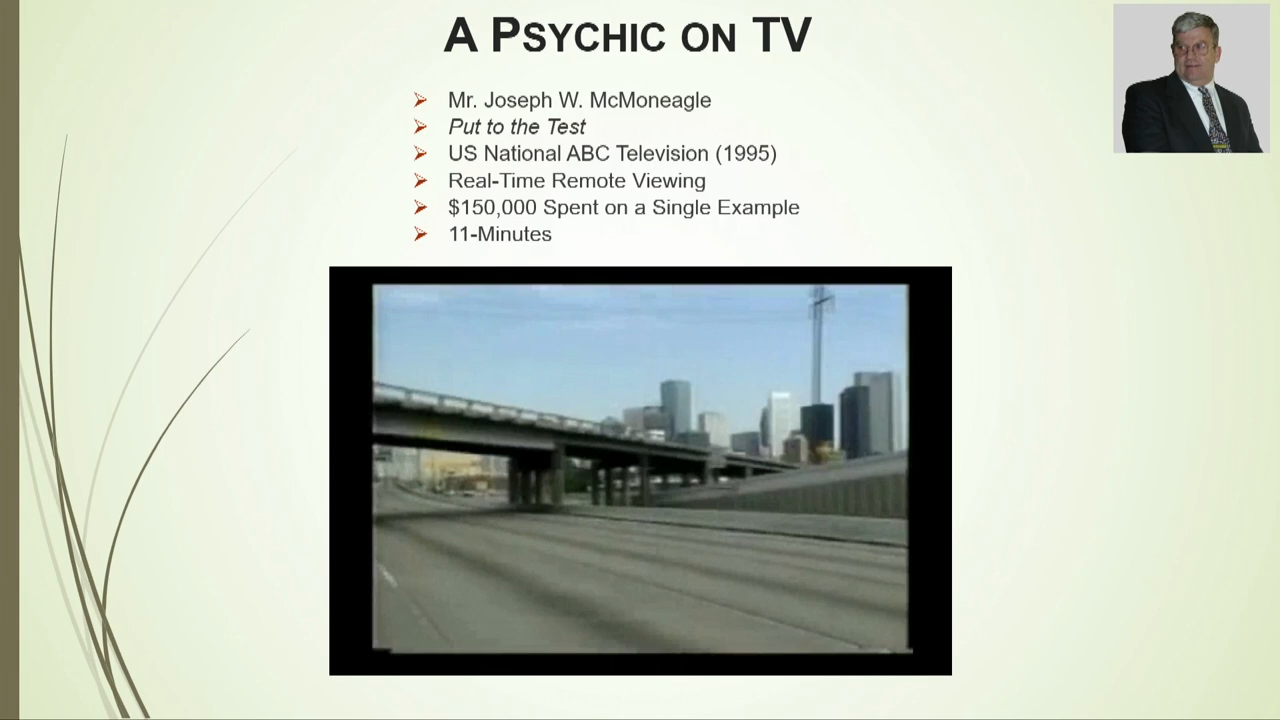 A PSYCHIC ON TV
Mr. Joseph W. McMoneagle
Put to the Test
US National ABC Television (1995)
Real-Time Remote Viewing
$150,000 Spent on a Single Example
11-Minutes